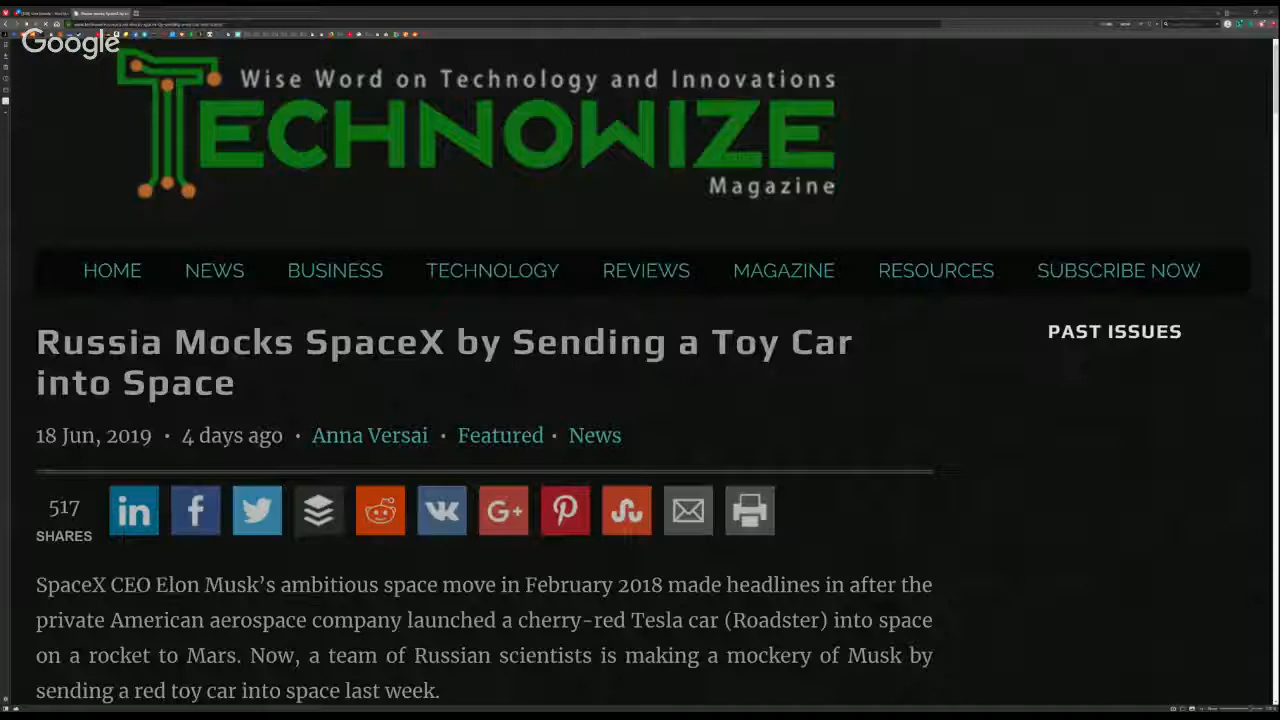 Google
Wise Word on Technology and Innovations
TECHNOWIZE
Magazine
HOME NEWS BUSINESS TECHNOLOGY REVIEWS MAGAZINE RESOURCES SUBSCRIBE NOW
Russia Mocks SpaceX by Sending a Toy Car
into Space
PAST ISSUES
18 Jun, 2019 • 4 days ago • Anna Versai • Featured • News
517
SHARES
SpaceX CEO Elon Musk's ambitious space move in February 2018 made headlines in after the
private American aerospace company launched a cherry-red Tesla car (Roadster) into space
on a rocket to Mars. Now, a team of Russian scientists is making a mockery of Musk by
sending a red toy car into space last week.